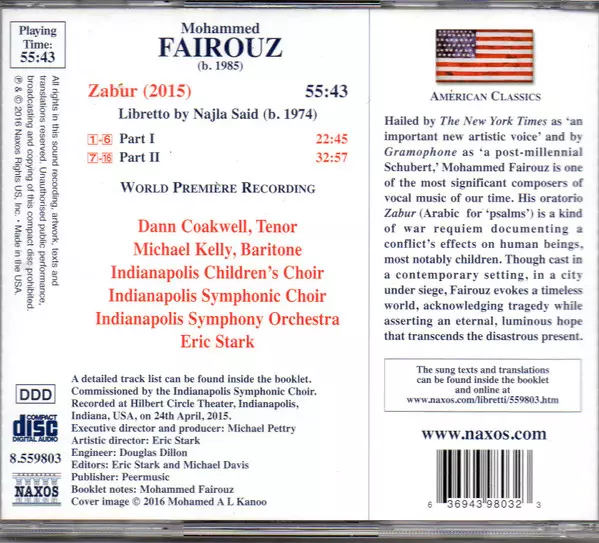 Playing
Time:
55:43
All rights in this sound recording, artwork, texts and
translations reserved. Unauthorised public performance,
broadcasting and copying of this compact disc prohibited.
℗ & © 2016 Naxos Rights US, Inc. • Made in the USA.
DDD
COMPACT
disc
DIGITAL AUDIO
8.559803
NAXOS
Mohammed
FAIROUZ
(b. 1985)
Zabur (2015) 55:43
Libretto by Najla Said (b. 1974)
1-6 Part I 22:45
7-16 Part II 32:57
WORLD PREMIÈRE RECORDING
Dann Coakwell, Tenor
Michael Kelly, Baritone
Indianapolis Children's Choir
Indianapolis Symphonic Choir
Indianapolis Symphony Orchestra
Eric Stark
A detailed track list can be found inside the booklet.
Commissioned by the Indianapolis Symphonic Choir.
Recorded at Hilbert Circle Theater, Indianapolis,
Indiana, USA, on 24th April, 2015.
Executive director and producer: Michael Pettry
Artistic director: Eric Stark
Engineer: Douglas Dillon
Editors: Eric Stark and Michael Davis
Publisher: Peermusic
Booklet notes: Mohammed Fairouz
Cover image © 2016 Mohamed A L Kanoo
AMERICAN CLASSICS
Hailed by The New York Times as 'an
important new artistic voice' and by
Gramophone as 'a post-millennial
Schubert,' Mohammed Fairouz is one
of the most significant composers of
vocal music of our time. His oratorio
Zabur (Arabic for 'psalms') is a kind
of war requiem documenting a
conflict's effects on human beings,
most notably children. Though cast in
a contemporary setting, in a city
under siege, Fairouz evokes a timeless
world, acknowledging tragedy while
asserting an eternal, luminous hope
that transcends the disastrous present.
The sung texts and translations
can be found inside the booklet
and online at
www.naxos.com/libretti/559803.htm
www.naxos.com
6 36943 98032 3